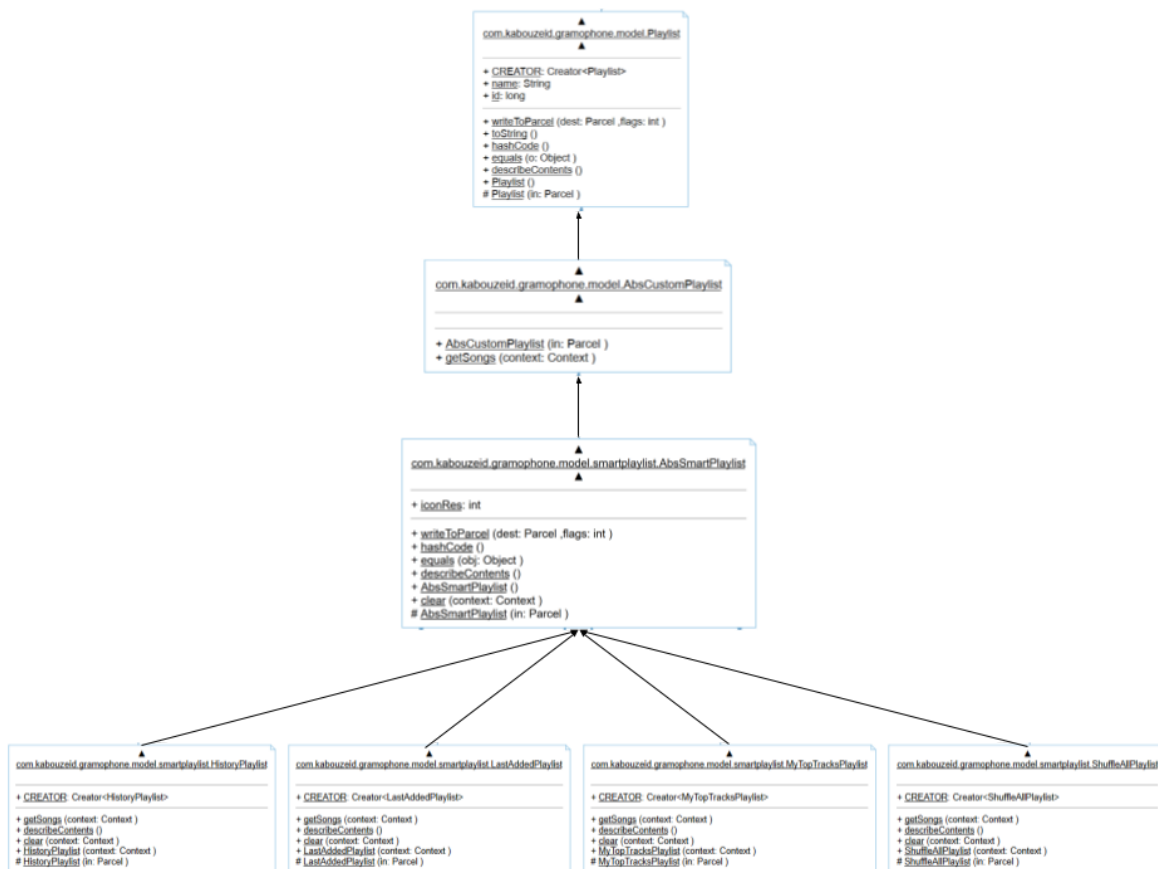 com.kabouzeid.gramophone.model.Playlist
+ CREATOR: Creator<Playlist>
+ name: String
+ id: long
+ writeToParcel (dest: Parcel ,flags: int )
+ toString ()
+ hashCode ()
+ equals (o: Object )
+ describeContents ()
+ Playlist ()
# Playlist (in: Parcel )
com.kabouzeid.gramophone.model.AbsCustomPlaylist
+ AbsCustomPlaylist (in: Parcel )
+ getSongs (context: Context )
com.kabouzeid.gramophone.model.smartplaylist.AbsSmartPlaylist
+ iconRes: int
+ writeToParcel (dest: Parcel ,flags: int )
+ hashCode ()
+ equals (obj: Object )
+ describeContents ()
+ AbsSmartPlaylist ()
+ clear (context: Context )
# AbsSmartPlaylist (in: Parcel )
com.kabouzeid.gramophone.model.smartplaylist.HistoryPlaylist
+ CREATOR: Creator<HistoryPlaylist>
+ getSongs (context: Context )
+ describeContents ()
+ clear (context: Context )
+ HistoryPlaylist (context: Context )
# HistoryPlaylist (in: Parcel )
com.kabouzeid.gramophone.model.smartplaylist.LastAddedPlaylist
+ CREATOR: Creator<LastAddedPlaylist>
+ getSongs (context: Context )
+ describeContents ()
+ clear (context: Context )
+ LastAddedPlaylist (context: Context )
# LastAddedPlaylist (in: Parcel )
com.kabouzeid.gramophone.model.smartplaylist.MyTopTracksPlaylist
+ CREATOR: Creator<MyTopTracksPlaylist>
+ getSongs (context: Context )
+ describeContents ()
+ clear (context: Context )
+ MyTopTracksPlaylist (context: Context )
# MyTopTracksPlaylist (in: Parcel )
com.kabouzeid.gramophone.model.smartplaylist.ShuffleAllPlaylist
+ CREATOR: Creator<ShuffleAllPlaylist>
+ getSongs (context: Context )
+ describeContents ()
+ clear (context: Context )
+ ShuffleAllPlaylist (context: Context )
# ShuffleAllPlaylist (in: Parcel )